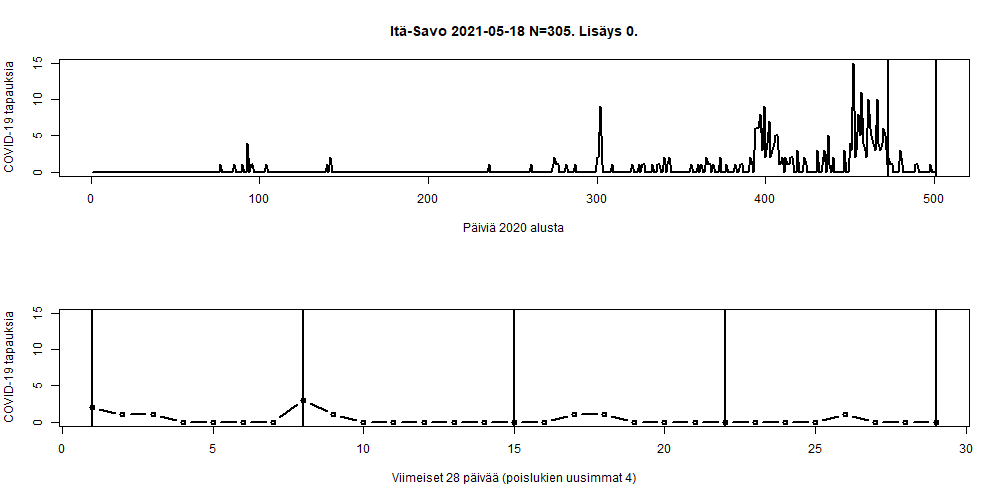 Itä-Savo 2021-05-18 N=305. Lisäys 0.
COVID-19 tapauksia
15
10
5
0
0 100 200 300 400 500
Päiviä 2020 alusta
COVID-19 tapauksia
15
10
5
0
0 5 10 15 20 25 30
Viimeiset 28 päivää (poislukien uusimmat 4)